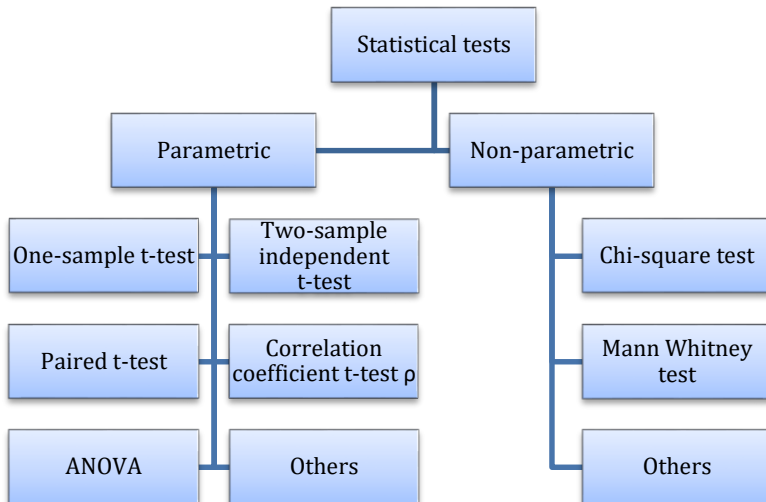 Statistical tests
Parametric
Non-parametric
One-sample t-test
Two-sample
independent
t-test
Chi-square test
Paired t-test
Correlation
coefficient t-test ρ
Mann Whitney
test
ANOVA
Others
Others